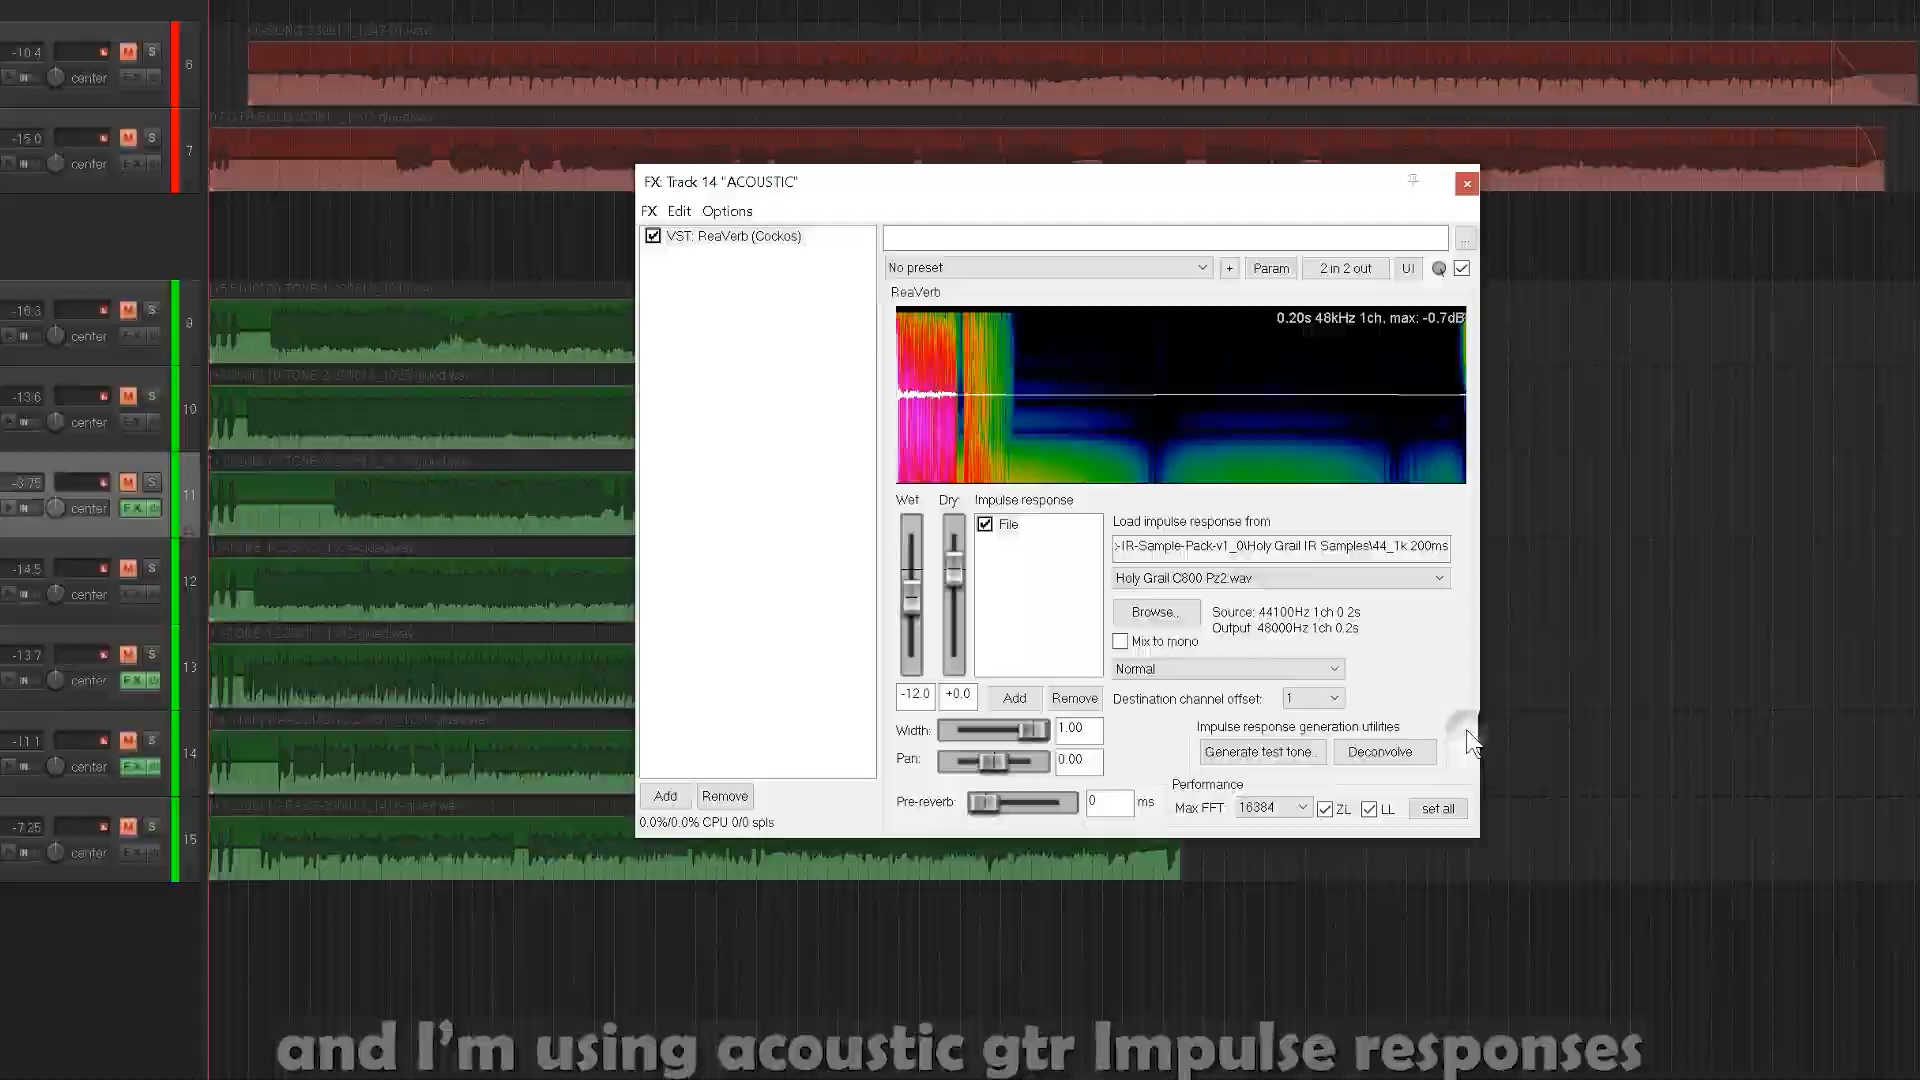 -10.4
M
S
6
center
-15.0
M
S
7
center
FX: Track 14 "ACOUSTIC"
FX Edit Options
VST: ReaVerb (Cockos)
...
No preset
+
Param
2 in 2 out
UI
ReaVerb
0.20s 48kHz 1ch, max: -0.7dB
Wet Dry Impulse response
File
Load impulse response from
-IR-Sample-Pack-v1_0\Holy Grail IR Samples\44_1k.200ms
Holy Grail C800 Pz2.wav
Browse...
Source: 44100Hz 1ch 0.2s
Output: 48000Hz 1ch 0.2s
Mix to mono
Normal
-12.0
+0.0
Add
Remove
Destination channel offset:
1
Width:
1.00
Impulse response generation utilities
Pan:
0.00
Generate test tone...
Deconvolve
Performance
Pre-reverb:
0
ms
Max FFT:
16384
ZL
LL
set all
Add
Remove
0.0%/0.0% CPU 0/0 spls
-16.3
M
S
9
center
-13.6
M
S
10
center
-3.75
M
S
11
center
FX
-14.5
M
S
12
center
-13.7
M
S
13
center
FX
-11.1
M
S
14
center
FX
-7.25
M
S
15
center
and I'm using acoustic gtr Impulse responses